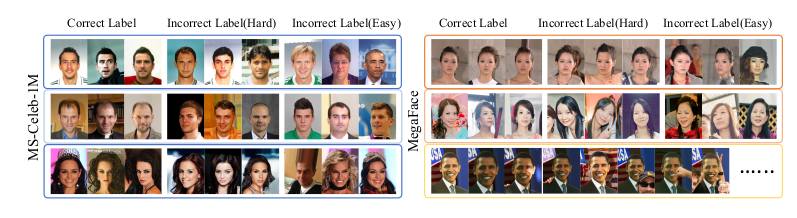 Correct Label Incorrect Label(Hard) Incorrect Label(Easy)
Correct Label Incorrect Label(Hard) Incorrect Label(Easy)
MS-Celeb-1M
MegaFace
......